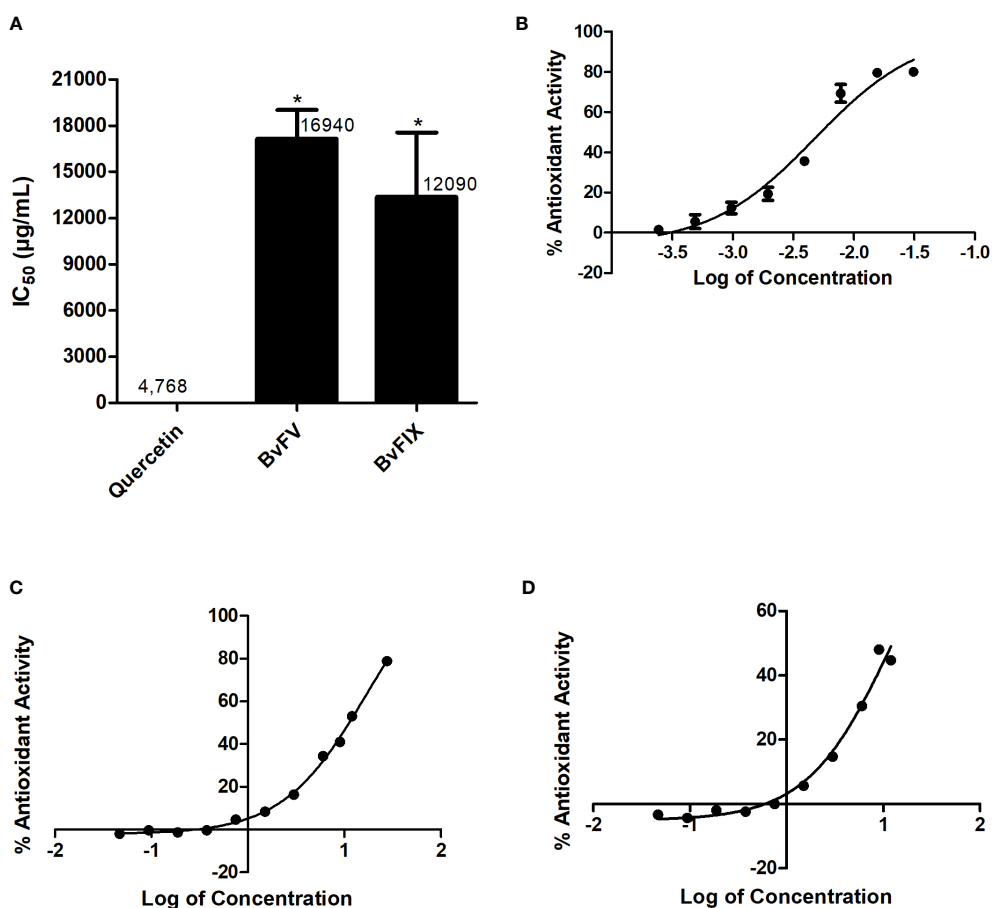 A
IC50 (µg/mL)
21000
18000
15000
12000
9000
6000
3000
0
4,768
*
16940
*
12090
Quercetin
BvFV
BvFIX
B
% Antioxidant Activity
100
80
60
40
20
0
-20
-3.5 -3.0 -2.5 -2.0 -1.5 -1.0
Log of Concentration
C
% Antioxidant Activity
100
80
60
40
20
-20
-2 -1 1 2
Log of Concentration
D
% Antioxidant Activity
60
40
20
-20
-2 -1 1 2
Log of Concentration